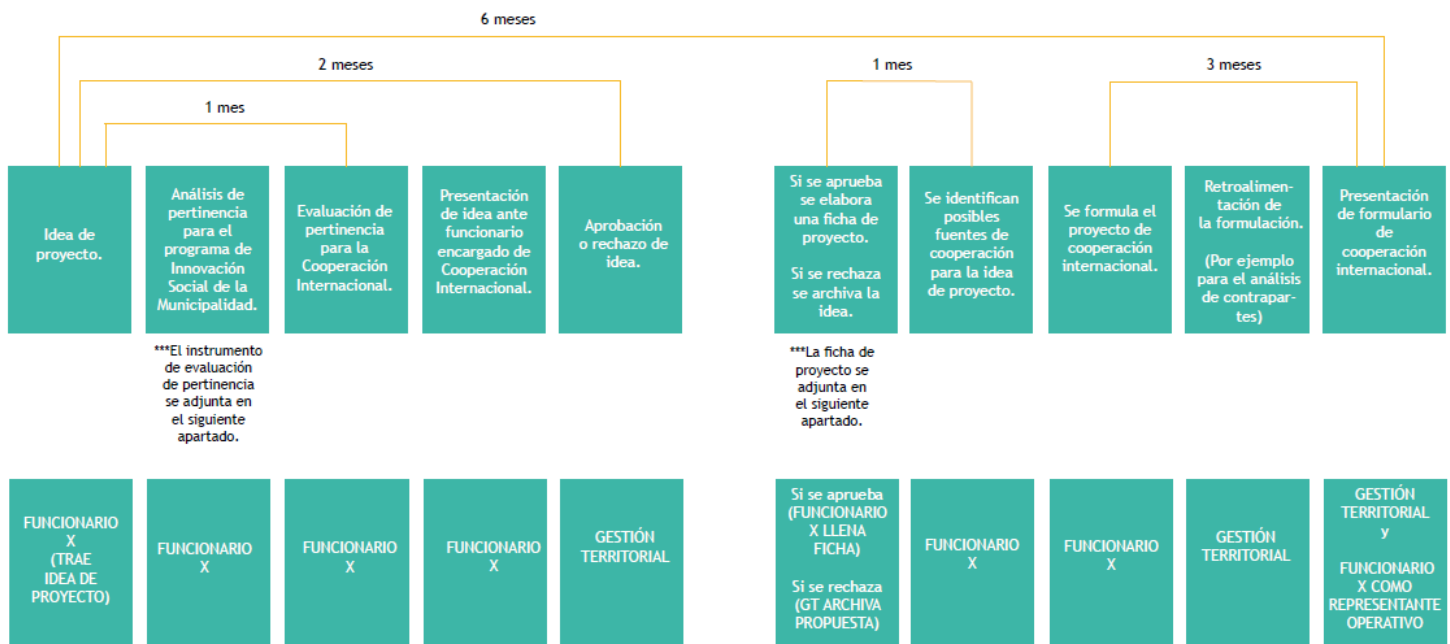 6 meses
2 meses
1 mes
3 meses
1 mes
Idea de
proyecto.
Análisis de
pertinencia
para el
programa de
Innovación
Social de la
Municipalidad.
Evaluación de
pertinencia
para la
Cooperación
Internacional.
Presentación
de idea ante
funcionario
encargado de
Cooperación
Internacional.
Aprobación
o rechazo de
idea.
Si se aprueba
se elabora
una ficha de
proyecto.
Si se rechaza
se archiva la
idea.
Se identifican
posibles
fuentes de
cooperación
para la idea
de proyecto.
Se formula el
proyecto de
cooperación
internacional.
Retroalimen-
tación de
la formulación.
(Por ejemplo
para el análisis
de contrapar-
tes)
Presentación
de formulario
de
cooperación
internacional.
***El instrumento
de evaluación
de pertinencia
se adjunta en
el siguiente
apartado.
***La ficha de
proyecto se
adjunta en
el siguiente
apartado.
FUNCIONARIO
X
(TRAE
IDEA DE
PROYECTO)
FUNCIONARIO
X
FUNCIONARIO
X
FUNCIONARIO
X
GESTIÓN
TERRITORIAL
Si se aprueba
(FUNCIONARIO
X LLENA
FICHA)
Si se rechaza
(GT ARCHIVA
PROPUESTA)
FUNCIONARIO
X
FUNCIONARIO
X
GESTIÓN
TERRITORIAL
GESTIÓN
TERRITORIAL
y
FUNCIONARIO
X COMO
REPRESENTANTE
OPERATIVO